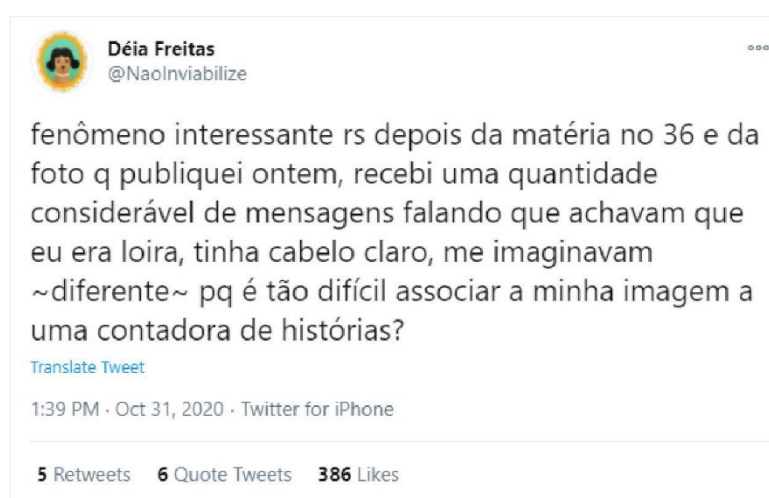 Déia Freitas
@NaoInviabilize
fenômeno interessante rs depois da matéria no 36 e da
foto q publiquei ontem, recebi uma quantidade
considerável de mensagens falando que achavam que
eu era loira, tinha cabelo claro, me imaginavam
~diferente~ pq é tão difícil associar a minha imagem a
uma contadora de histórias?
Translate Tweet
1:39 PM · Oct 31, 2020 · Twitter for iPhone
5 Retweets 6 Quote Tweets 386 Likes